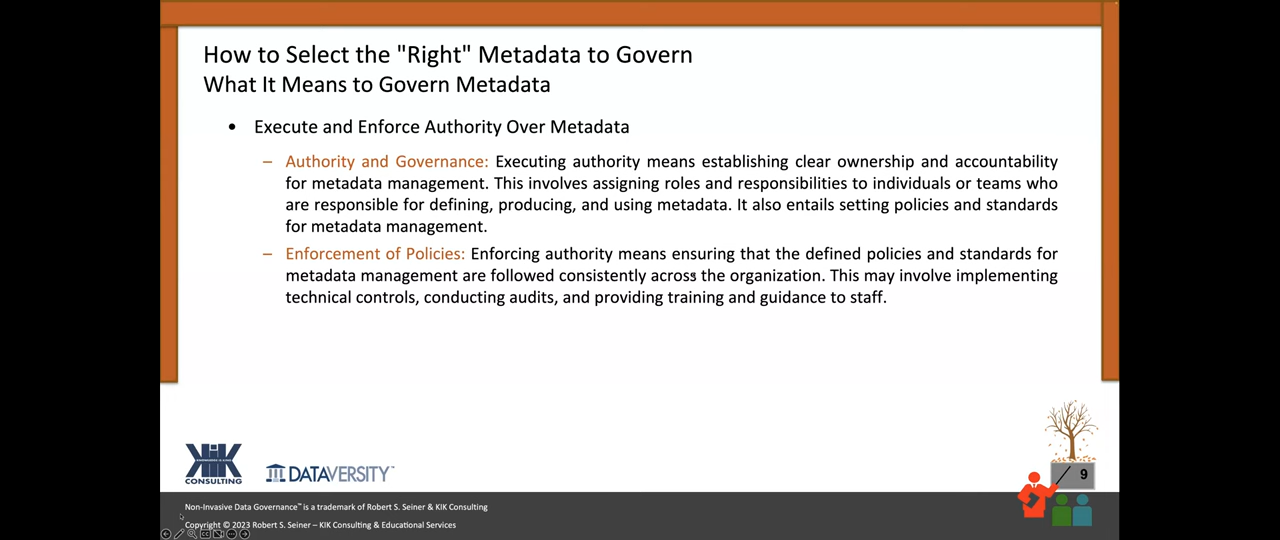 How to Select the "Right" Metadata to Govern
What It Means to Govern Metadata
• Execute and Enforce Authority Over Metadata
– Authority and Governance: Executing authority means establishing clear ownership and accountability
for metadata management. This involves assigning roles and responsibilities to individuals or teams who
are responsible for defining, producing, and using metadata. It also entails setting policies and standards
for metadata management.
– Enforcement of Policies: Enforcing authority means ensuring that the defined policies and standards for
metadata management are followed consistently across the organization. This may involve implementing
technical controls, conducting audits, and providing training and guidance to staff.
KIK
CONSULTING
DATAVERSITY
9
Non-Invasive Data Governance™ is a trademark of Robert S. Seiner & KIK Consulting
Copyright © 2023 Robert S. Seiner – KIK Consulting & Educational Services